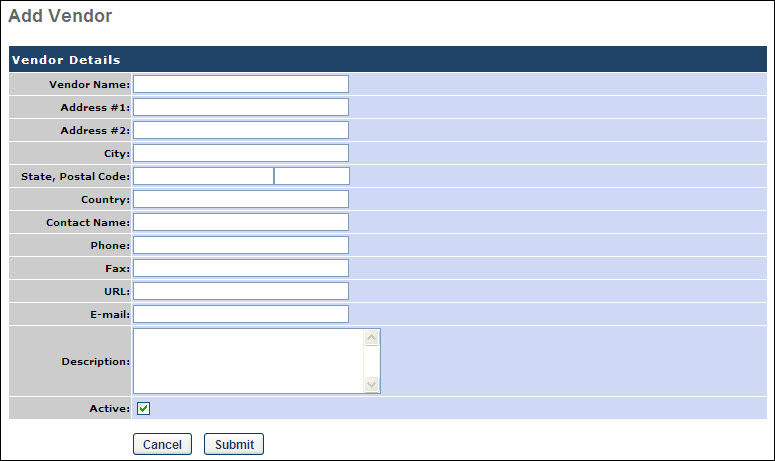 Add Vendor
Vendor Details
Vendor Name:
Address #1:
Address #2:
City:
State, Postal Code:
Country:
Contact Name:
Phone:
Fax:
URL:
E-mail:
Description:
Active:
Cancel Submit